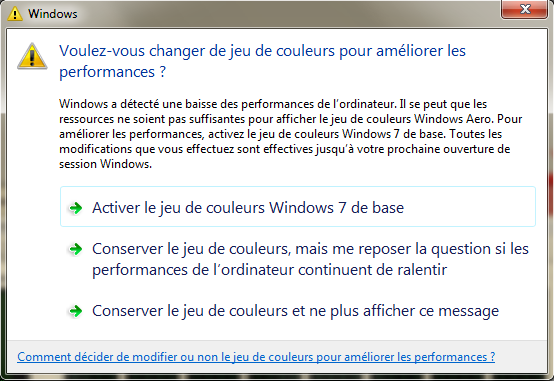 Windows
Voulez-vous changer de jeu de couleurs pour améliorer les
performances ?
Windows a détecté une baisse des performances de l'ordinateur. Il se peut que les
ressources ne soient pas suffisantes pour afficher le jeu de couleurs Windows Aero. Pour
améliorer les performances, activez le jeu de couleurs Windows 7 de base. Toutes les
modifications que vous effectuez sont effectives jusqu'à votre prochaine ouverture de
session Windows.
Activer le jeu de couleurs Windows 7 de base
Conserver le jeu de couleurs, mais me reposer la question si les
performances de l'ordinateur continuent de ralentir
Conserver le jeu de couleurs et ne plus afficher ce message
Comment décider de modifier ou non le jeu de couleurs pour améliorer les performances ?